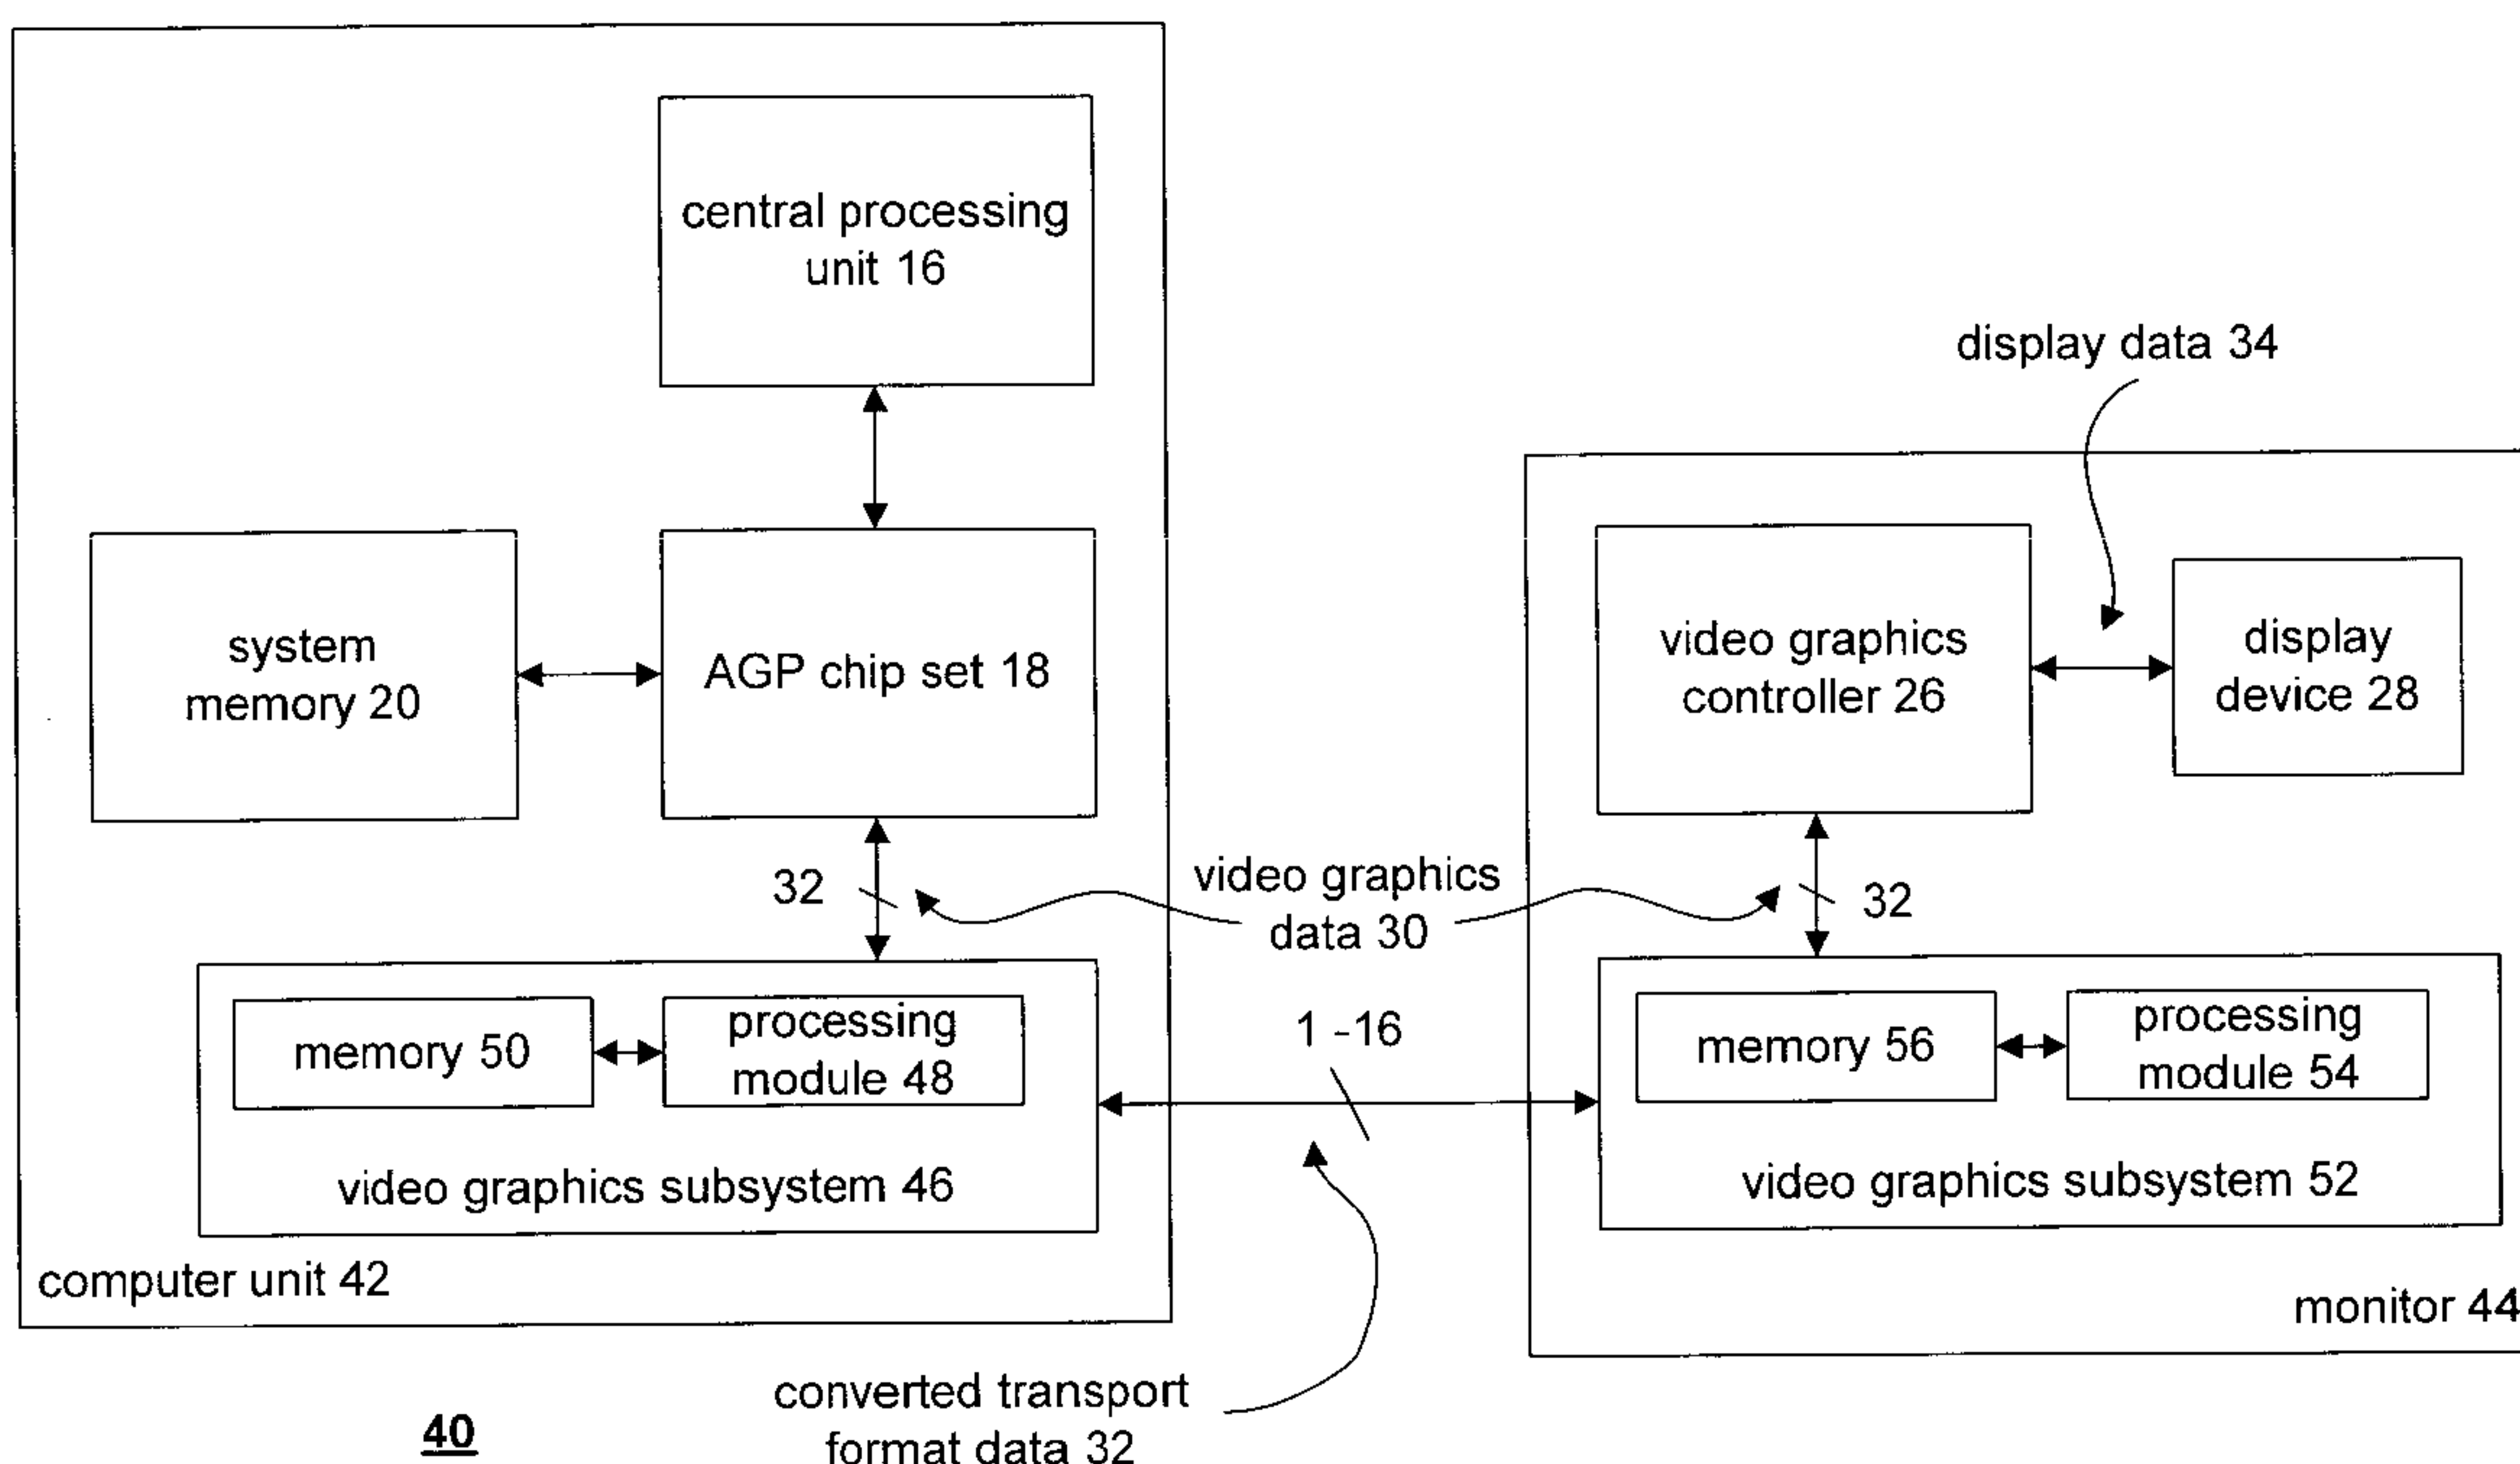 central processing
unit 16
display data 34
system
memory 20
AGP chip set 18
video graphics
controller 26
display
device 28
32
video graphics
data 30
32
memory 50
processing
module 48
1 -16
memory 56
processing
module 54
video graphics subsystem 46
video graphics subsystem 52
computer unit 42
monitor 44
converted transport
format data 32
40